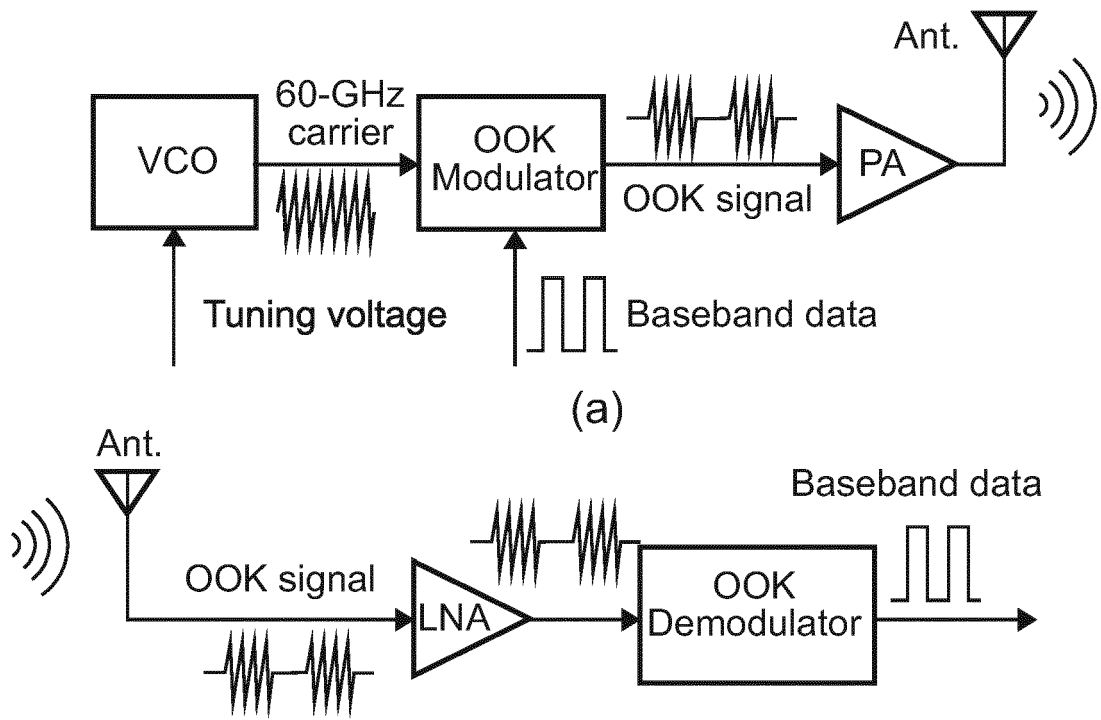 Ant.
60-GHz
carrier
VCO
OOK
Modulator
PA
OOK signal
Tuning voltage
Baseband data
(a)
Ant.
Baseband data
OOK signal
LNA
OOK
Demodulator